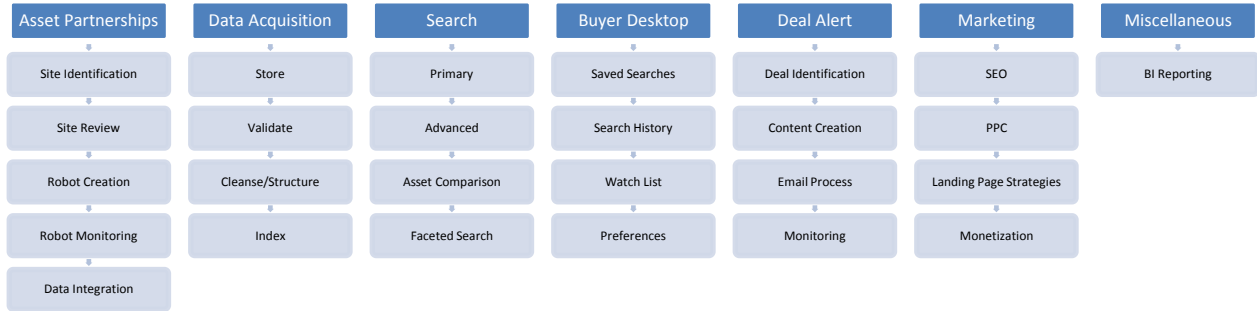 Asset Partnerships
Site Identification
Site Review
Robot Creation
Robot Monitoring
Data Integration
Data Acquisition
Store
Validate
Cleanse/Structure
Index
Search
Primary
Advanced
Asset Comparison
Faceted Search
Buyer Desktop
Saved Searches
Search History
Watch List
Preferences
Deal Alert
Deal Identification
Content Creation
Email Process
Monitoring
Marketing
SEO
PPC
Landing Page Strategies
Monetization
Miscellaneous
BI Reporting